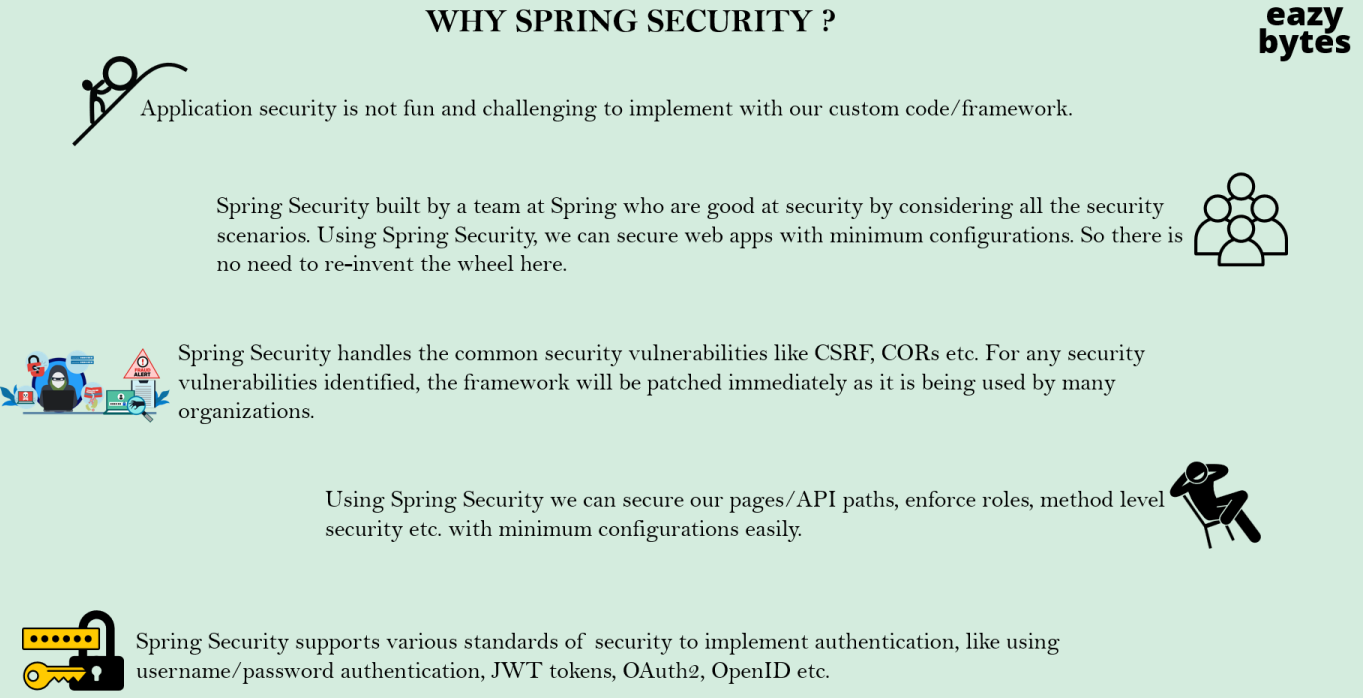 WHY SPRING SECURITY ?
eazy
bytes
Application security is not fun and challenging to implement with our custom code/framework.
Spring Security built by a team at Spring who are good at security by considering all the security
scenarios. Using Spring Security, we can secure web apps with minimum configurations. So there is
no need to re-invent the wheel here.
FRAUD
ALERT
Spring Security handles the common security vulnerabilities like CSRF, CORs etc. For any security
vulnerabilities identified, the framework will be patched immediately as it is being used by many
organizations.
Using Spring Security we can secure our pages/API paths, enforce roles, method level
security etc. with minimum configurations easily.
Spring Security supports various standards of security to implement authentication, like using
username/password authentication, JWT tokens, OAuth2, OpenID etc.